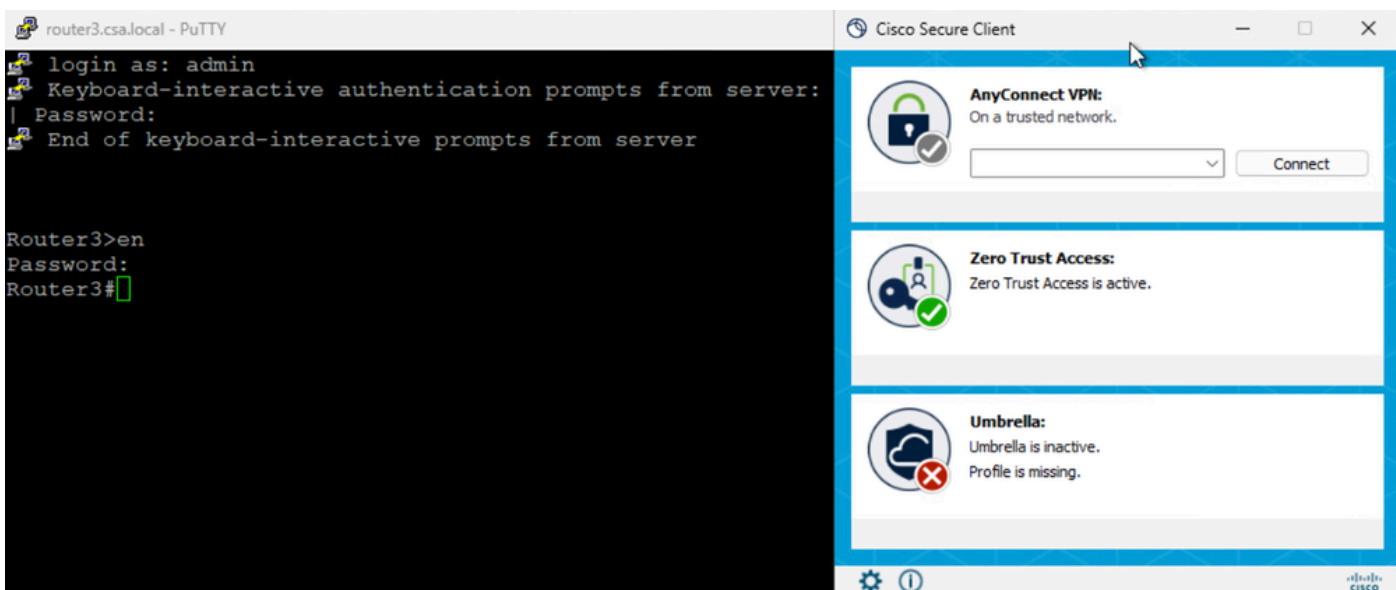 router3.csa.local - PuTTY
login as: admin
Keyboard-interactive authentication prompts from server:
| Password:
End of keyboard-interactive prompts from server
Router3>en
Password:
Router3#
Cisco Secure Client
AnyConnect VPN:
On a trusted network.
Connect
Zero Trust Access:
Zero Trust Access is active.
Umbrella:
Umbrella is inactive.
Profile is missing.
CISCO